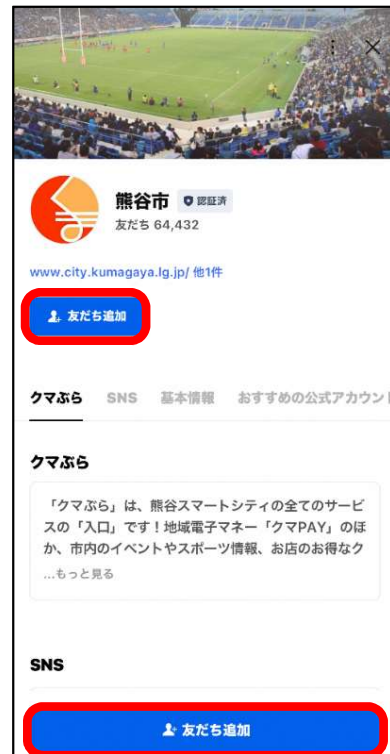 熊谷市 認証済
友だち 64,432
www.city.kumagaya.lg.jp/ 他1件
友だち追加
クマぷら SNS 基本情報 おすすめの公式アカウント
クマぷら
「クマぷら」は、熊谷スマートシティの全てのサービ
スの「入口」です！地域電子マネー「クマPAY」のほ
か、市内のイベントやスポーツ情報、お店のお得なク
...もっと見る
SNS
友だち追加